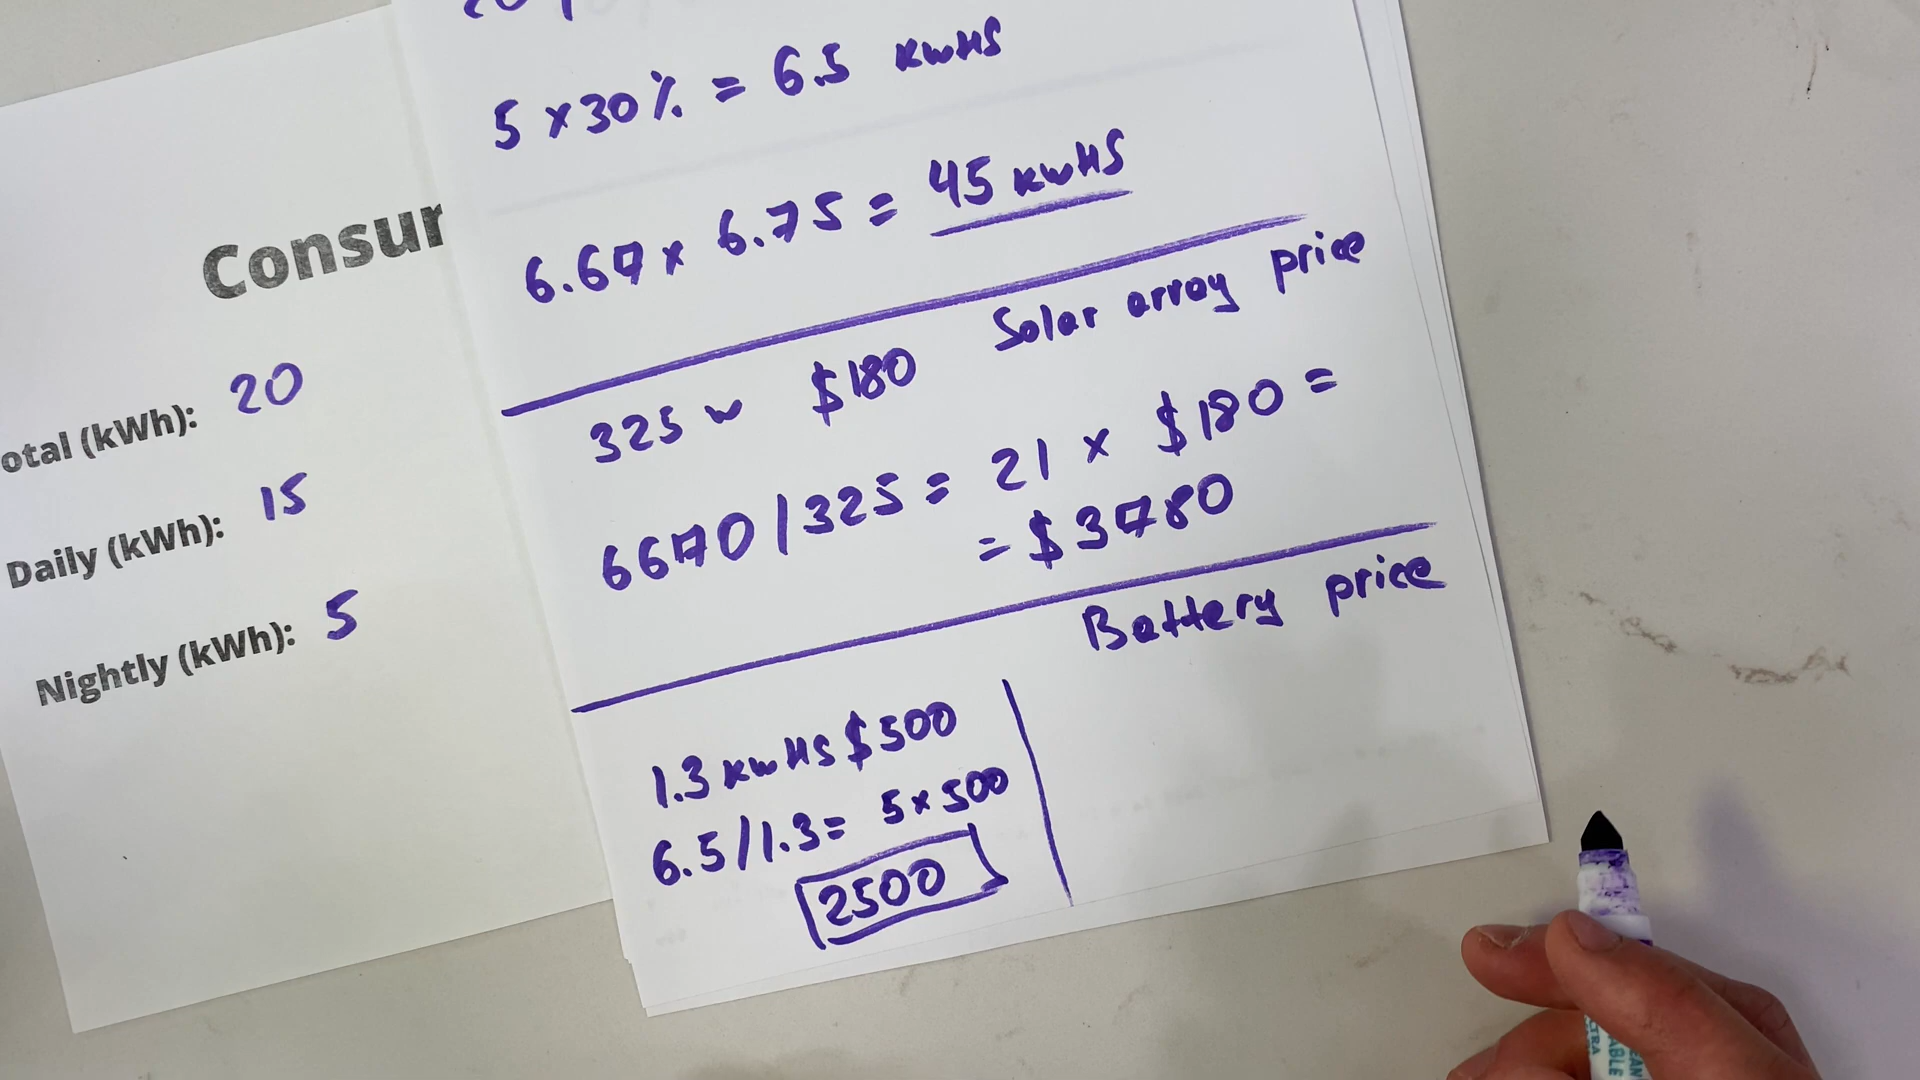 Consur
otal (kWh): 20
Daily (kWh): 15
Nightly (kWh): 5
5 x 30% = 6.5 KWHS
6.67 x 6.75 = 45 KWHS
Solar array price
325 w $180
6670/325 = 21 x $180 =
= $3780
Battery price
1.3 KWHS $500
6.5/1.3 = 5 x 500
2500